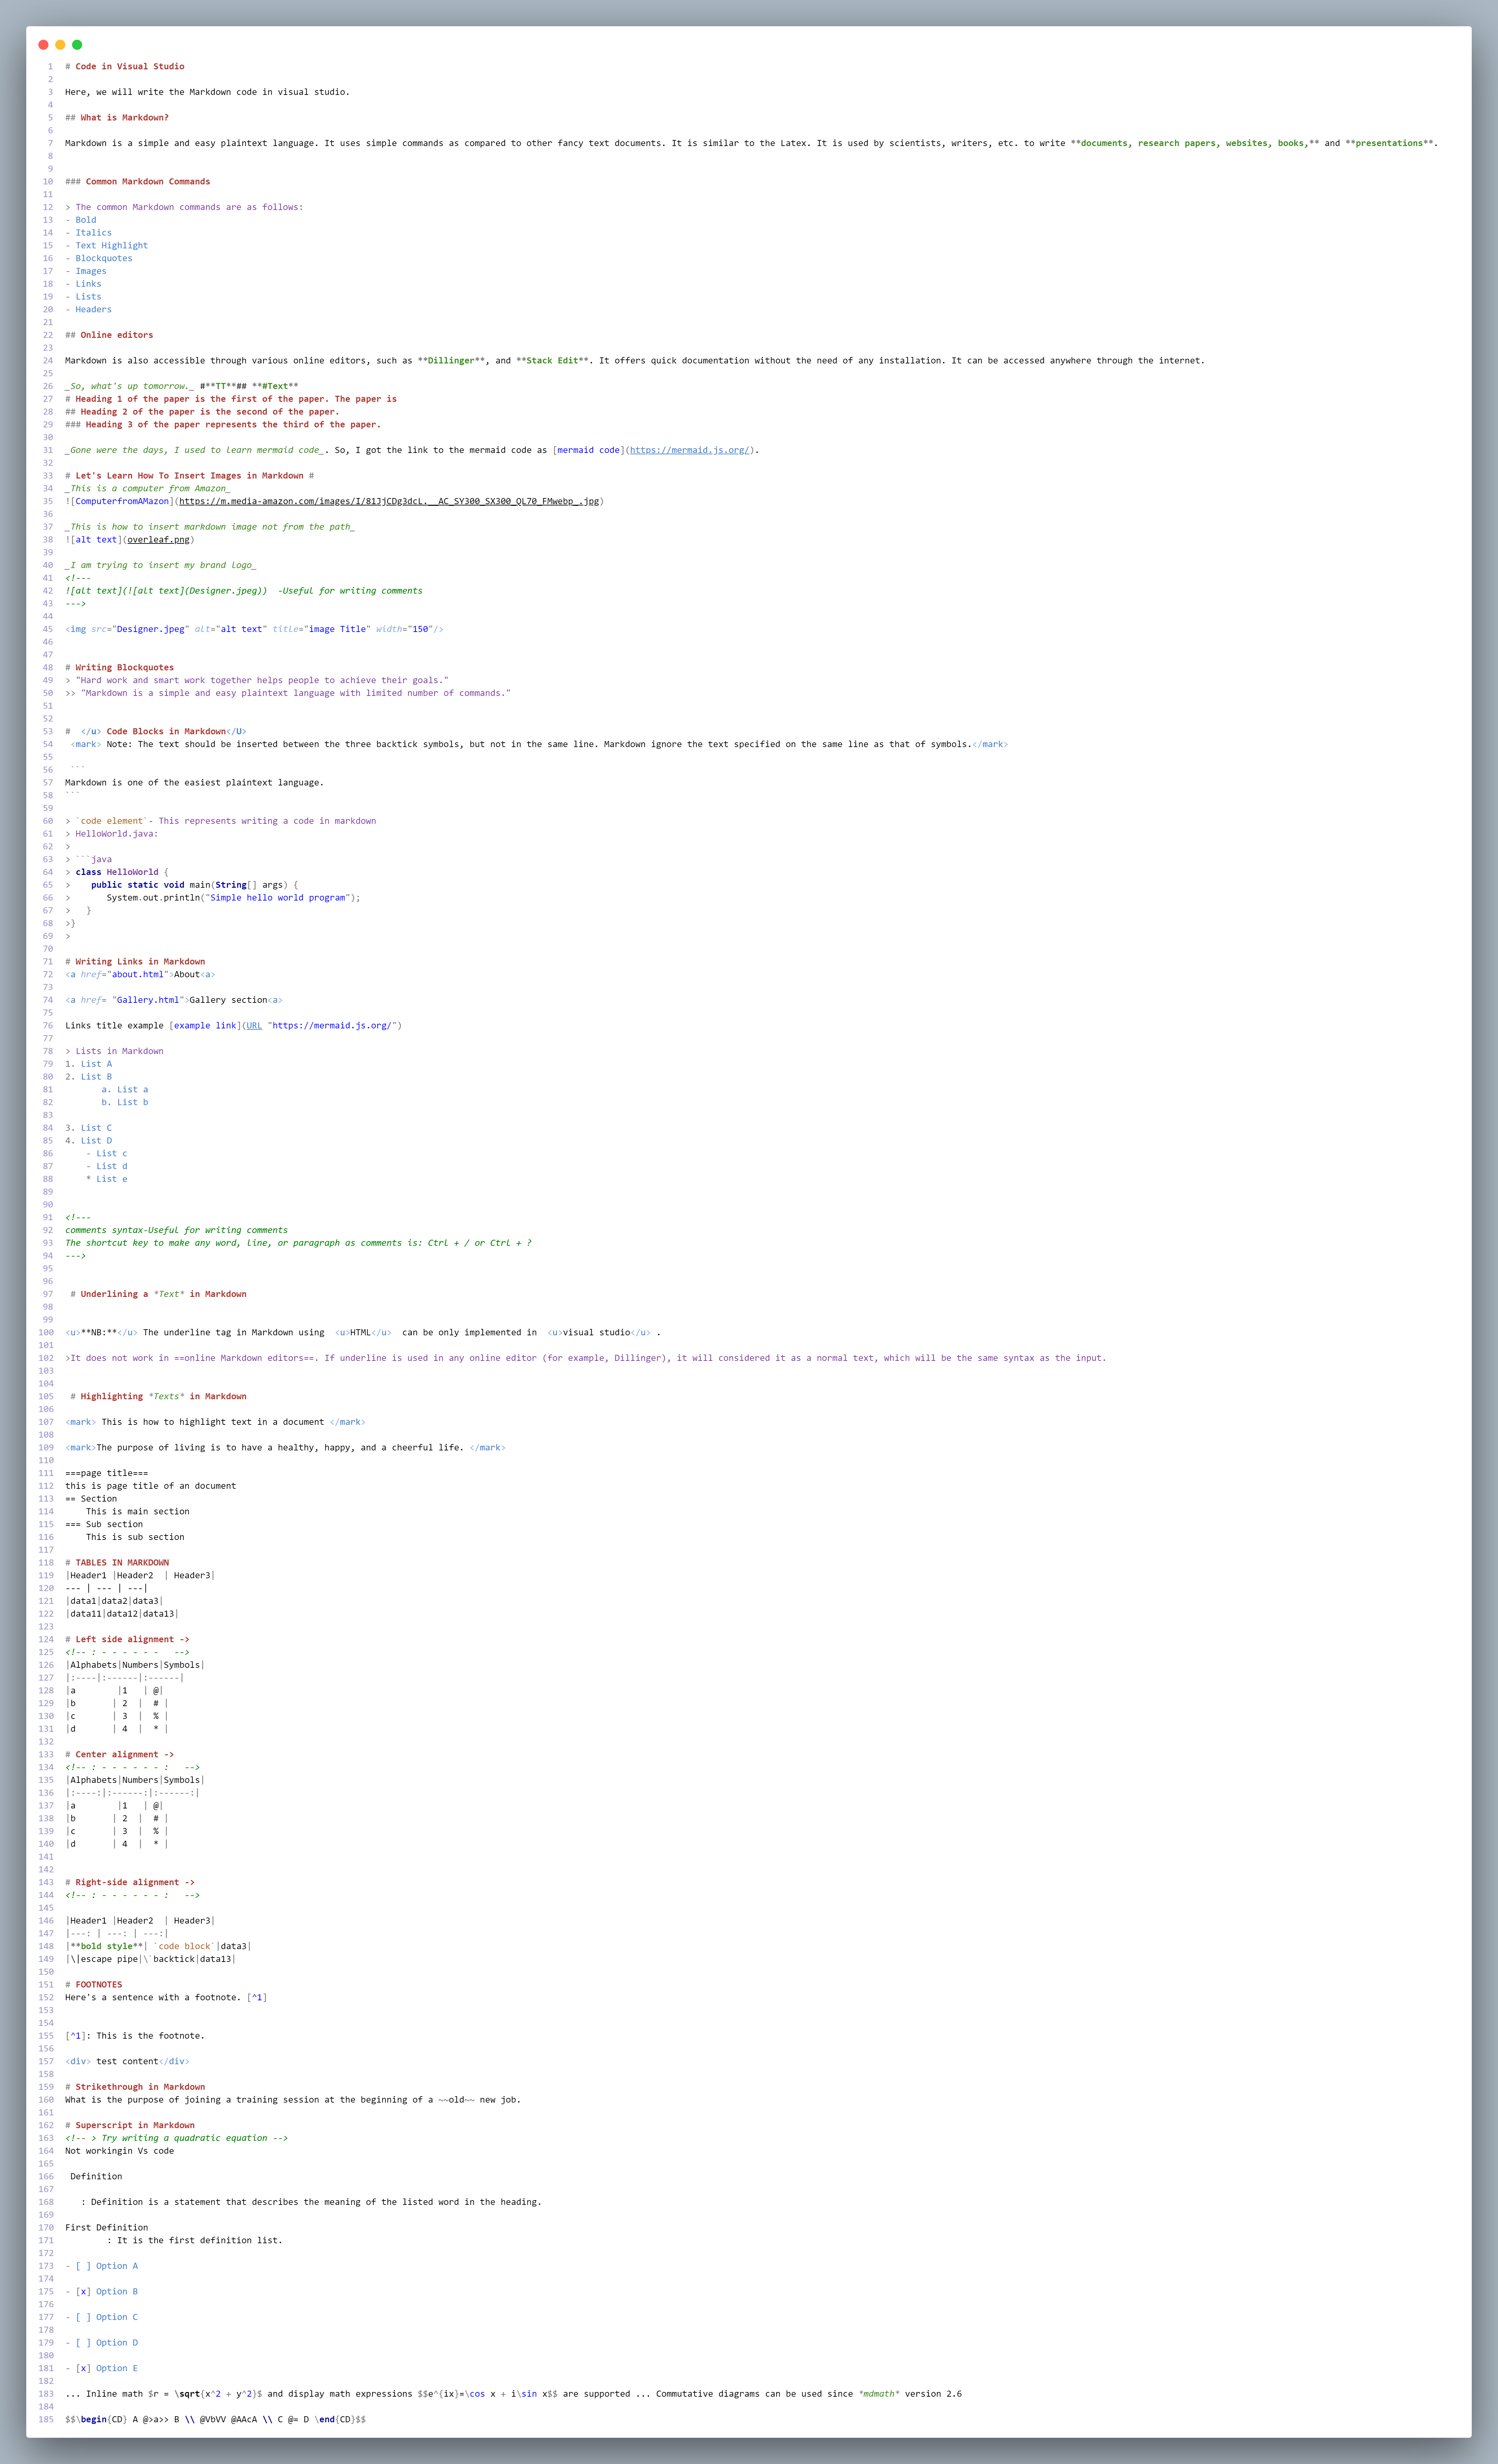 1 # Code in Visual Studio
2
3 Here, we will write the Markdown code in visual studio.
4
5 ## What is Markdown?
6
7 Markdown is a simple and easy plaintext language. It uses simple commands as compared to other fancy text documents. It is similar to the Latex. It is used by scientists, writers, etc. to write **documents, research papers, websites, books,** and **presentations**.
8
9
10 ### Common Markdown Commands
11
12 > The common Markdown commands are as follows:
13 - Bold
14 - Italics
15 - Text Highlight
16 - Blockquotes
17 - Images
18 - Links
19 - Lists
20 - Headers
21
22 ## Online editors
23
24 Markdown is also accessible through various online editors, such as **Dillinger**, and **Stack Edit**. It offers quick documentation without the need of any installation. It can be accessed anywhere through the internet.
25
26 _So, what's up tomorrow._ #**TT**## **#Text**
27 # Heading 1 of the paper is the first of the paper. The paper is
28 ## Heading 2 of the paper is the second of the paper.
29 ### Heading 3 of the paper represents the third of the paper.
30
31 _Gone were the days, I used to learn mermaid code_. So, I got the link to the mermaid code as [mermaid code](https://mermaid.js.org/).
32
33 # Let's Learn How To Insert Images in Markdown #
34 _This is a computer from Amazon_
35 ![ComputerfromAMazon](https://m.media-amazon.com/images/I/81JjCDg3dcL.__AC_SY300_SX300_QL70_FMwebp_.jpg)
36
37 _This is how to insert markdown image not from the path_
38 ![alt text](overleaf.png)
39
40 _I am trying to insert my brand logo_
41 <!---
42 ![alt text](![alt text](Designer.jpeg))  -Useful for writing comments
43 --->
44
45 <img src="Designer.jpeg" alt="alt text" title="image Title" width="150"/>
46
47
48 # Writing Blockquotes
49 > "Hard work and smart work together helps people to achieve their goals."
50 >> "Markdown is a simple and easy plaintext language with limited number of commands."
51
52
53 #  </u> Code Blocks in Markdown</U>
54  <mark> Note: The text should be inserted between the three backtick symbols, but not in the same line. Markdown ignore the text specified on the same line as that of symbols.</mark>
55
56  ```
57 Markdown is one of the easiest plaintext language.
58 ```
59
60 > `code element`- This represents writing a code in markdown
61 > HelloWorld.java:
62 >
63 > ```java
64 > class HelloWorld {
65 >    public static void main(String[] args) {
66 >       System.out.println("Simple hello world program");
67 >   }
68 >}
69 >
70
71 # Writing Links in Markdown
72 <a href="about.html">About<a>
73
74 <a href= "Gallery.html">Gallery section<a>
75
76 Links title example [example link](URL "https://mermaid.js.org/")
77
78 > Lists in Markdown
79 1. List A
80 2. List B
81        a. List a
82        b. List b
83
84 3. List C
85 4. List D
86     - List c
87     - List d
88     * List e
89
90
91 <!---
92 comments syntax-Useful for writing comments
93 The shortcut key to make any word, line, or paragraph as comments is: Ctrl + / or Ctrl + ?
94 --->
95
96
97  # Underlining a *Text* in Markdown
98
99
100 <u>**NB:**</u> The underline tag in Markdown using  <u>HTML</u>  can be only implemented in  <u>visual studio</u> .
101
102 >It does not work in ==online Markdown editors==. If underline is used in any online editor (for example, Dillinger), it will considered it as a normal text, which will be the same syntax as the input.
103
104
105  # Highlighting *Texts* in Markdown
106
107 <mark> This is how to highlight text in a document </mark>
108
109 <mark>The purpose of living is to have a healthy, happy, and a cheerful life. </mark>
110
111 ===page title===
112 this is page title of an document
113 == Section
114     This is main section
115 === Sub section
116     This is sub section
117
118 # TABLES IN MARKDOWN
119 |Header1 |Header2  | Header3|
120 --- | --- | ---|
121 |data1|data2|data3|
122 |data11|data12|data13|
123
124 # Left side alignment ->
125 <!-- : - - - - - -   -->
126 |Alphabets|Numbers|Symbols|
127 |:----|:------|:------|
128 |a        |1   | @|
129 |b       | 2  |  # |
130 |c       | 3  |  % |
131 |d       | 4  |  * |
132
133 # Center alignment ->
134 <!-- : - - - - - - :   -->
135 |Alphabets|Numbers|Symbols|
136 |:----:|:------:|:------:|
137 |a        |1   | @|
138 |b       | 2  |  # |
139 |c       | 3  |  % |
140 |d       | 4  |  * |
141
142
143 # Right-side alignment ->
144 <!-- : - - - - - - :   -->
145
146 |Header1 |Header2  | Header3|
147 |---: | ---: | ---:|
148 |**bold style**| `code block`|data3|
149 |\|escape pipe|\`backtick|data13|
150
151 # FOOTNOTES
152 Here's a sentence with a footnote. [^1]
153
154
155 [^1]: This is the footnote.
156
157 <div> test content</div>
158
159 # Strikethrough in Markdown
160 What is the purpose of joining a training session at the beginning of a ~~old~~ new job.
161
162 # Superscript in Markdown
163 <!-- > Try writing a quadratic equation -->
164 Not workingin Vs code
165
166  Definition
167
168    : Definition is a statement that describes the meaning of the listed word in the heading.
169
170 First Definition
171         : It is the first definition list.
172
173 - [ ] Option A
174
175 - [x] Option B
176
177 - [ ] Option C
178
179 - [ ] Option D
180
181 - [x] Option E
182
183 ... Inline math $r = \sqrt{x^2 + y^2}$ and display math expressions $$e^{ix}=\cos x + i\sin x$$ are supported ... Commutative diagrams can be used since *mdmath* version 2.6
184
185 $$\begin{CD} A @>a>> B \\ @VbVV @AAcA \\ C @= D \end{CD}$$